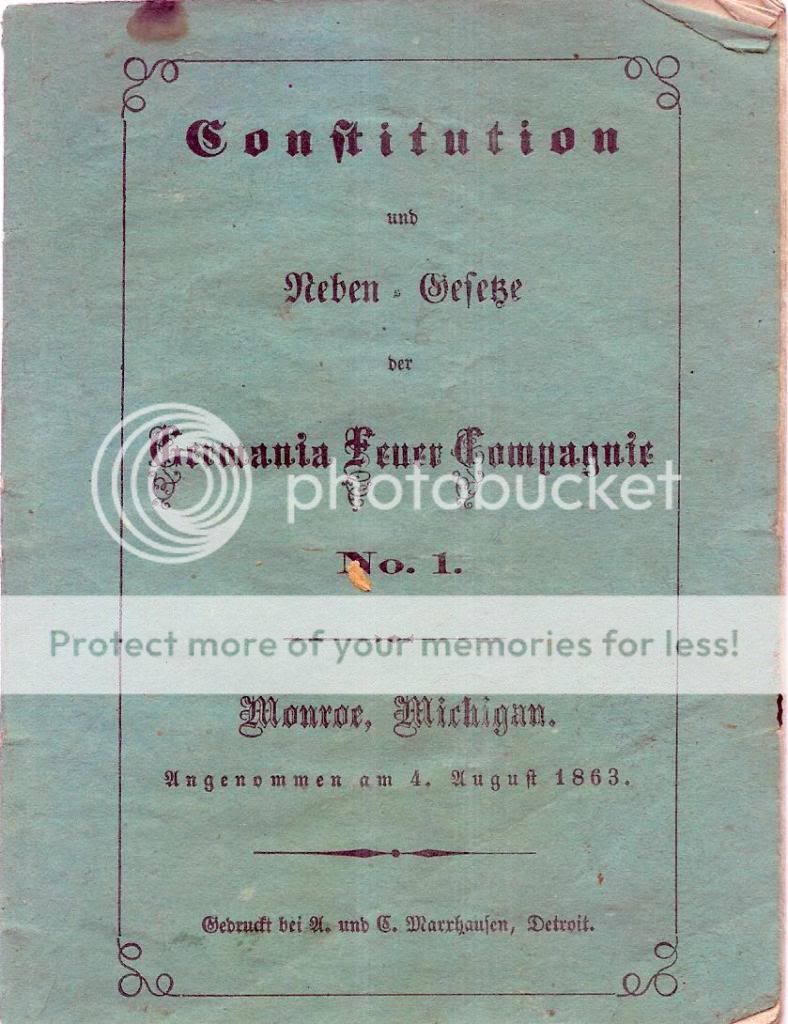 Constitution
und
Neben-Gesetze
der
Germania Feuer Compagnie
photobucket
No. 1.
Protect more of your memories for less!
Monroe, Michigan.
Angenommen am 4. August 1863.
Gedruckt bei A. und C. Marxhausen, Detroit.